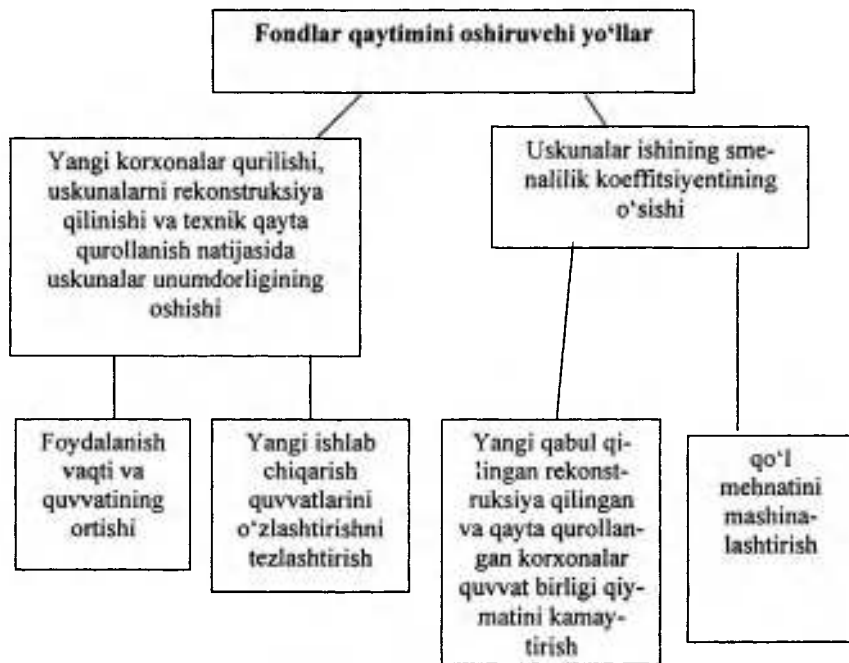 Fondlar qaytimini oshiruvchi yo‘llar
Yangi korxonalar qurilishi,
uskunalarni rekonstruksiya
qilinishi va texnik qayta
qurollanish natijasida
uskunalar unumdorligining
oshishi
Uskunalar ishining sme-
nalilik koeffitsiyentining
o‘sishi
Foydalanish
vaqti va
quvvatining
ortishi
Yangi ishlab
chiqarish
quvvatlarini
o‘zlashtirishni
tezlashtirish
Yangi qabul qi-
lingan rekonst-
ruksiya qilingan
va qayta qurollan-
gan korxonalar
quvvat birligi qiy-
matini kamay-
tirish
qo‘l
mehnatini
mashina-
lashtirish